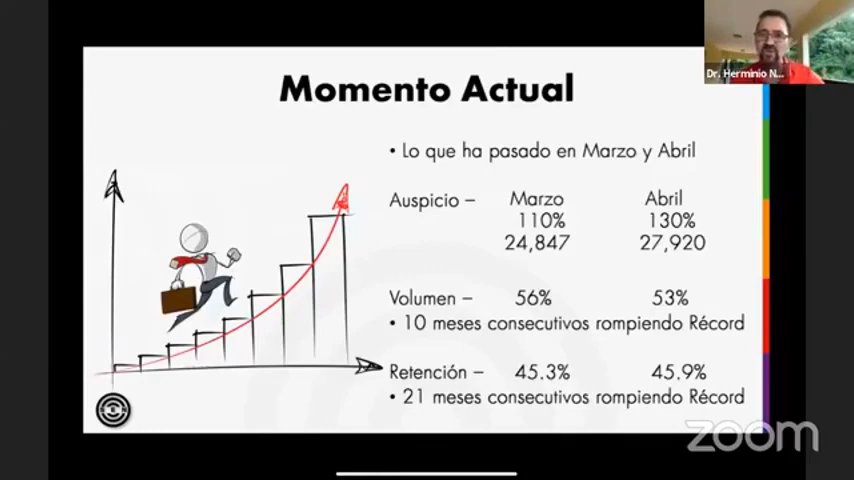 Momento Actual
• Lo que ha pasado en Marzo y Abril
Auspicio – Marzo Abril
110% 130%
24,847 27,920
Volumen – 56% 53%
• 10 meses consecutivos rompiendo Récord
Retención – 45.3% 45.9%
• 21 meses consecutivos rompiendo Récord
Dr. Herminio N...
zoom